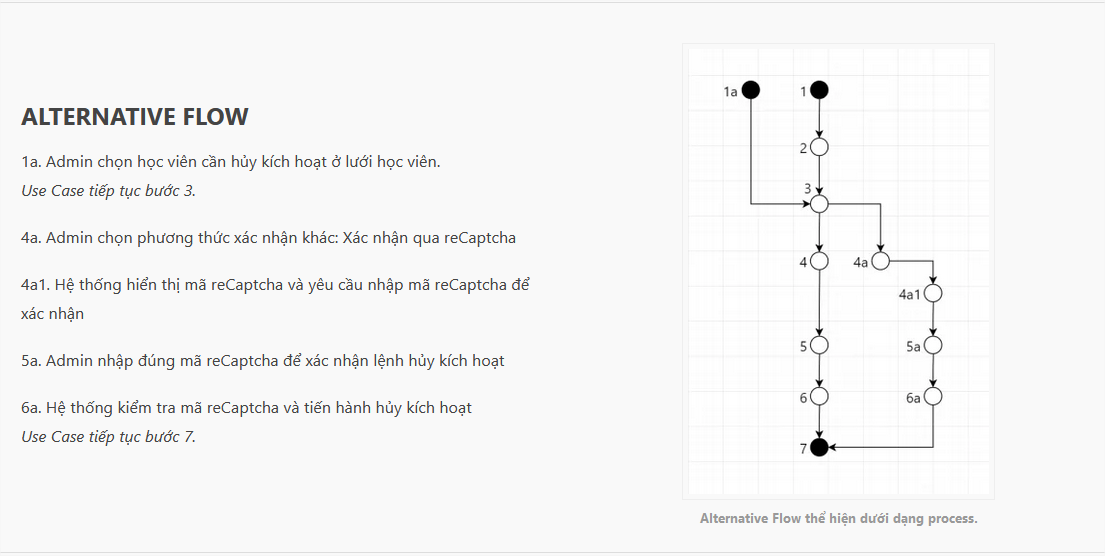 ALTERNATIVE FLOW
1a. Admin chọn học viên cần hủy kích hoạt ở lưới học viên.
Use Case tiếp tục bước 3.
4a. Admin chọn phương thức xác nhận khác: Xác nhận qua reCaptcha
4a1. Hệ thống hiển thị mã reCaptcha và yêu cầu nhập mã reCaptcha để
xác nhận
5a. Admin nhập đúng mã reCaptcha để xác nhận lệnh hủy kích hoạt
6a. Hệ thống kiểm tra mã reCaptcha và tiến hành hủy kích hoạt
Use Case tiếp tục bước 7.
1a 1
2
3
4 4a
4a1
5 5a
6 6a
7
Alternative Flow thể hiện dưới dạng process.